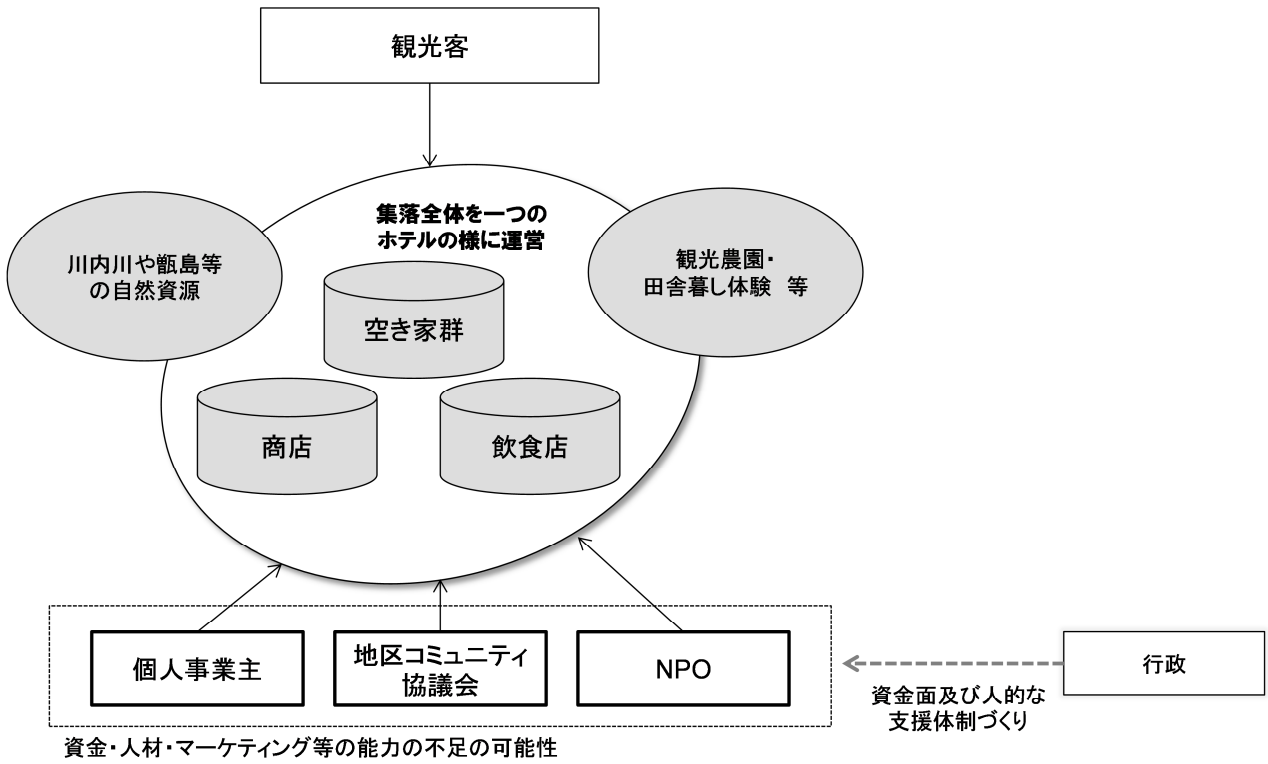 観光客
集落全体を一つの
ホテルの様に運営
川内川や甑島等
の自然資源
観光農園・
田舎暮し体験　等
空き家群
商店
飲食店
個人事業主
地区コミュニティ
協議会
NPO
行政
資金面及び人的な
支援体制づくり
資金・人材・マーケティング等の能力の不足の可能性